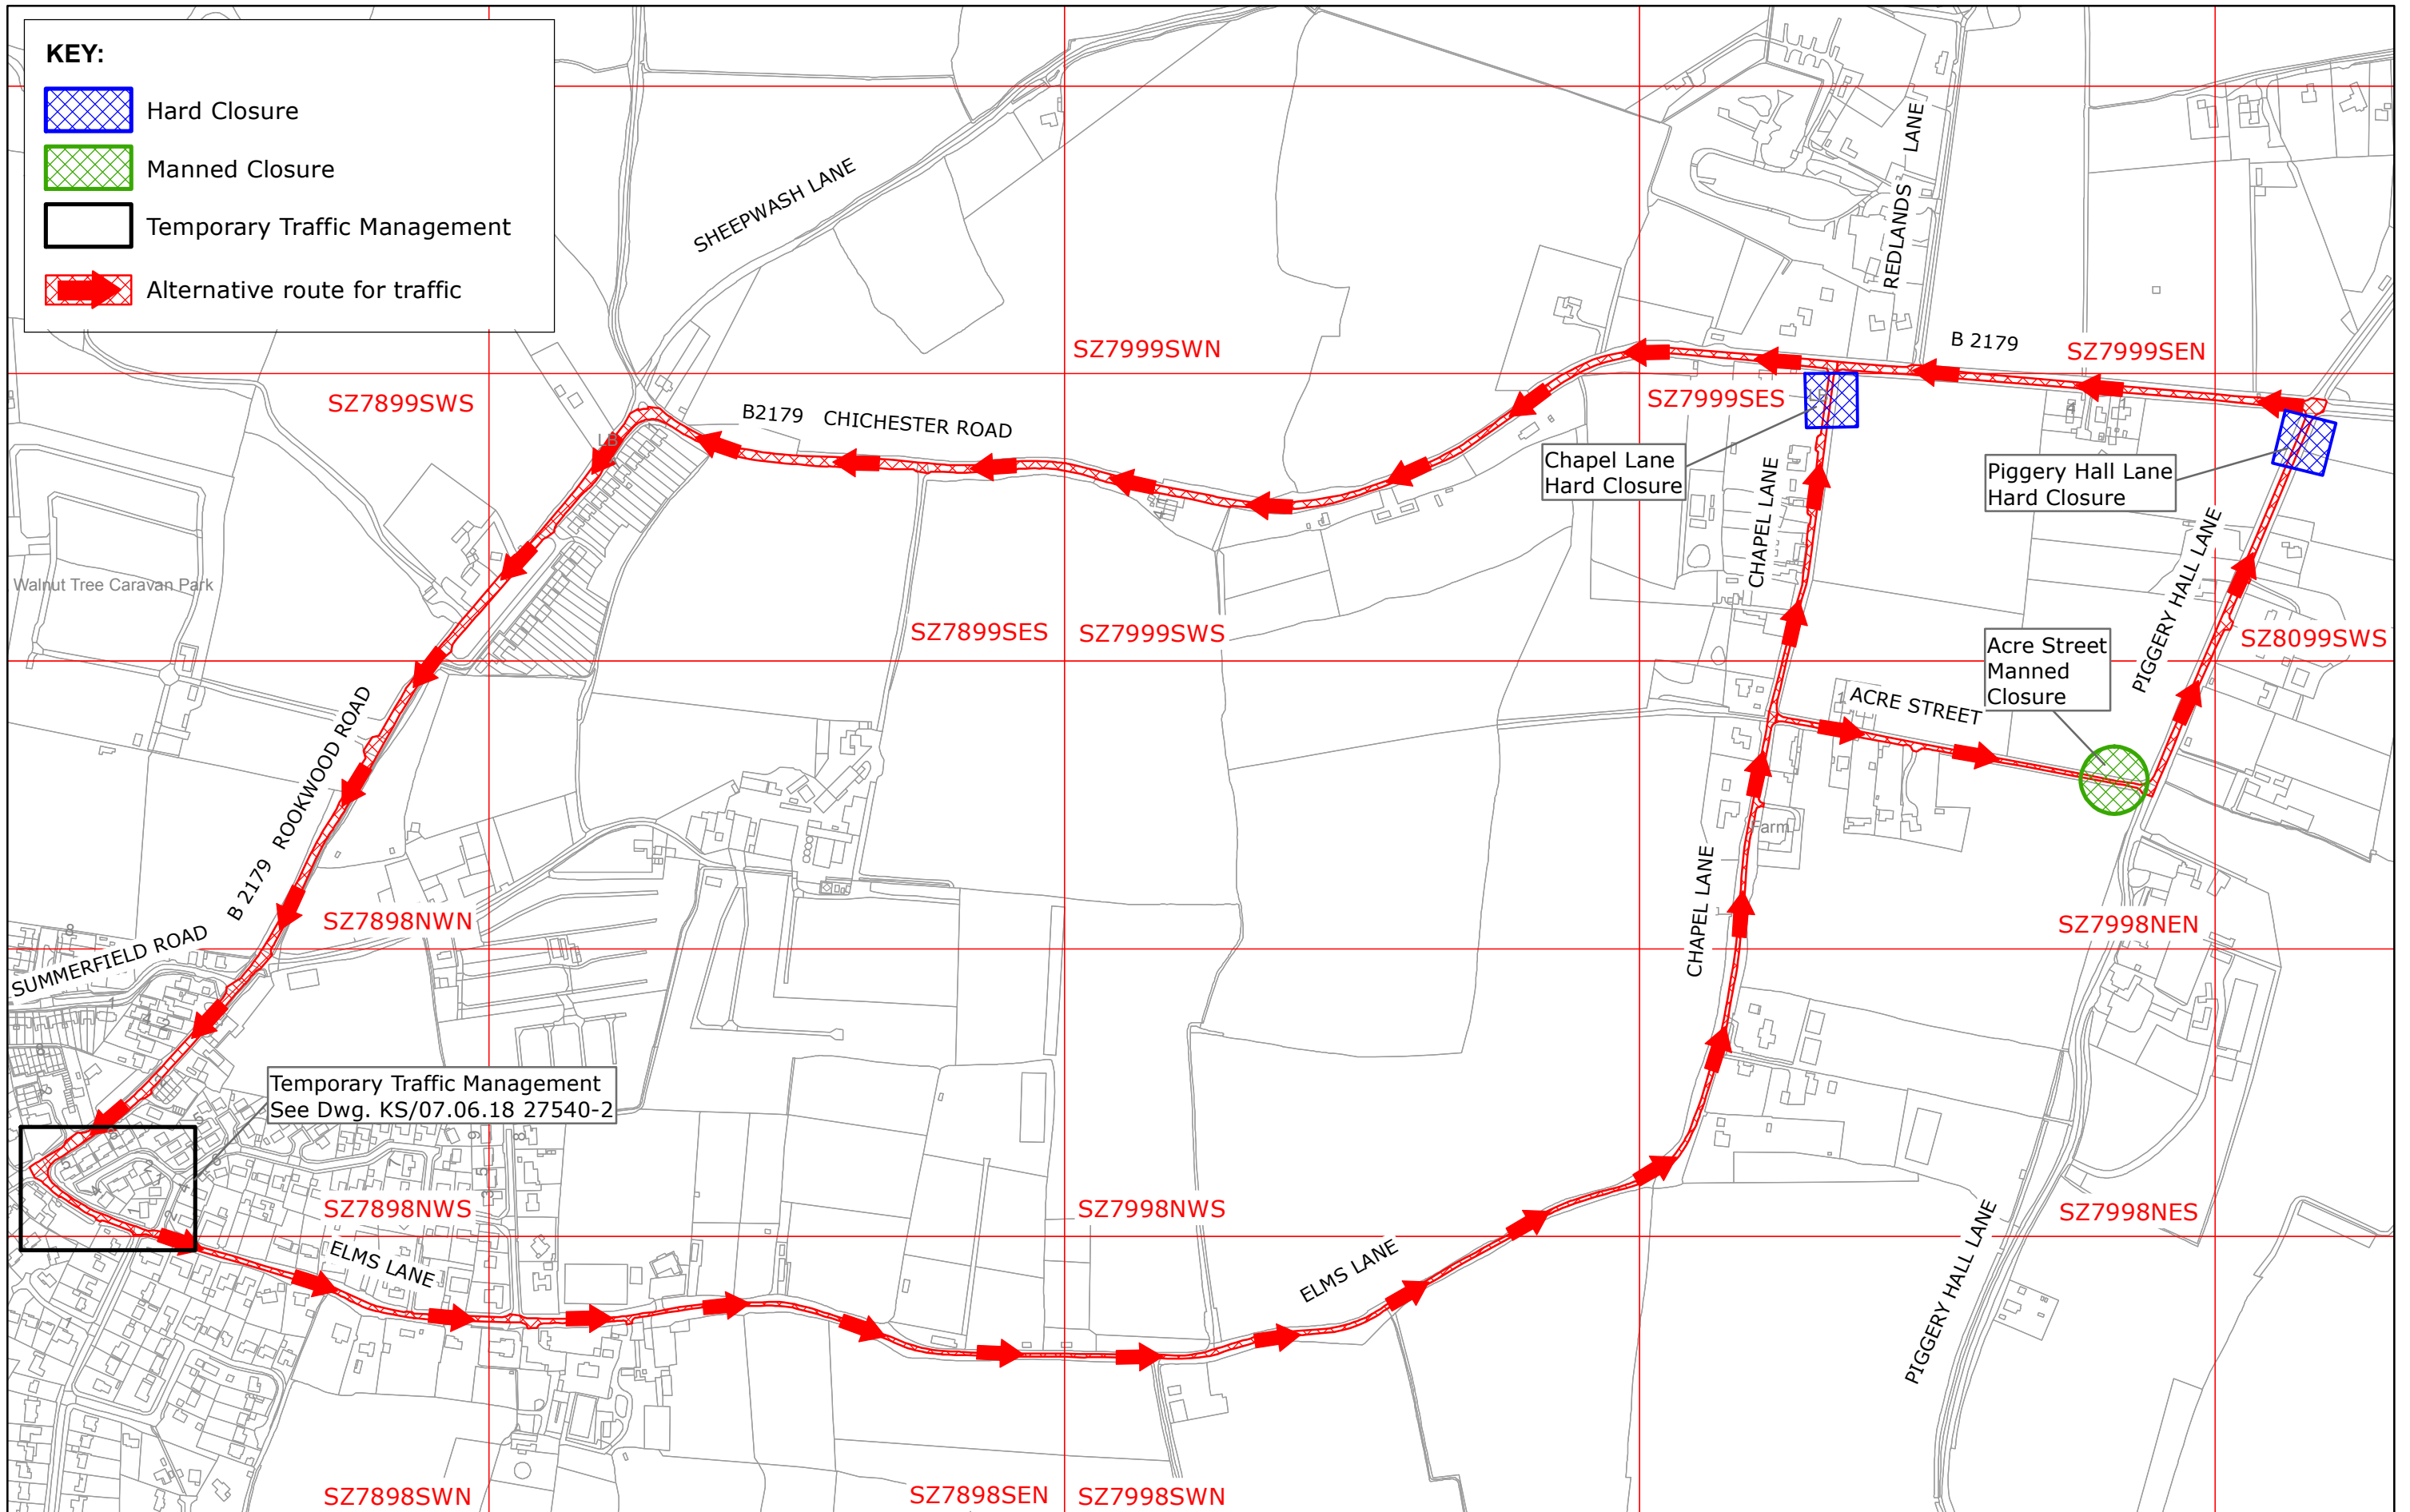 KEY:
Hard Closure
Manned Closure
Temporary Traffic Management
Alternative route for traffic
SHEEPWASH LANE
REDLANDS LANE
B 2179
SZ7999SWN
SZ7999SEN
SZ7899SWS
SZ7999SES
B2179 CHICHESTER ROAD
LB
Chapel Lane
Hard Closure
Piggery Hall Lane
Hard Closure
CHAPEL LANE
PIGGERY HALL LANE
Walnut Tree Caravan Park
SZ7899SES
SZ7999SWS
SZ8099SWS
Acre Street
Manned
Closure
ACRE STREET
B 2179 ROOKWOOD ROAD
Farm
CHAPEL LANE
SZ7898NWN
SZ7998NEN
SUMMERFIELD ROAD
Temporary Traffic Management
See Dwg. KS/07.06.18 27540-2
SZ7898NWS
SZ7998NWS
SZ7998NES
ELMS LANE
ELMS LANE
PIGGERY HALL LANE
SZ7898SWN
SZ7898SEN
SZ7998SWN